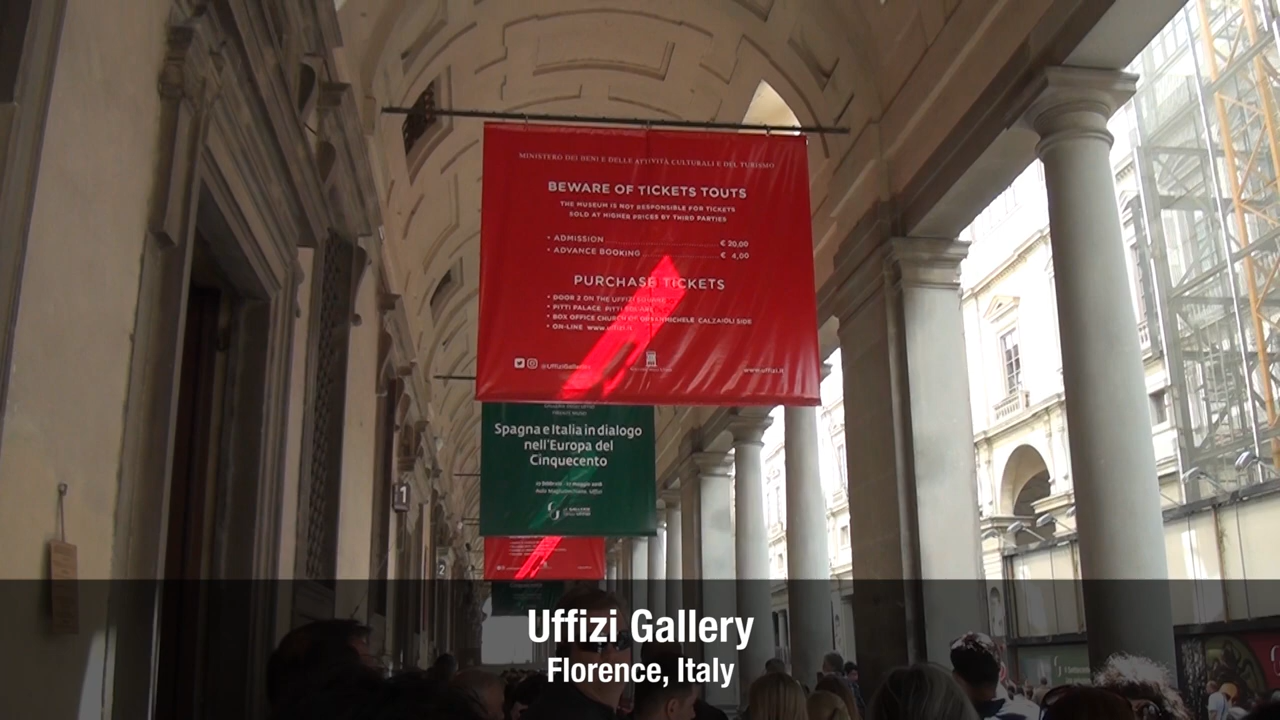 MINISTERO DEI BENI E DELLE ATTIVITÀ CULTURALI E DEL TURISMO
BEWARE OF TICKETS TOUTS
THE MUSEUM IS NOT RESPONSIBLE FOR TICKETS
SOLD AT HIGHER PRICES BY THIRD PARTIES
• ADMISSION € 20,00
• ADVANCE BOOKING € 4,00
PURCHASE TICKETS
• DOOR 2 ON THE UFFIZI SQUARE
• PITTI PALACE PITTI SQUARE
• BOX OFFICE CHURCH OF ORSANMICHELE CALZAIOLI SIDE
• ON-LINE www.uffizi.it
@UffiziGalleries
www.uffizi.it
Spagna e Italia in dialogo
nell'Europa del
Cinquecento
1
2
Uffizi Gallery
Florence, Italy